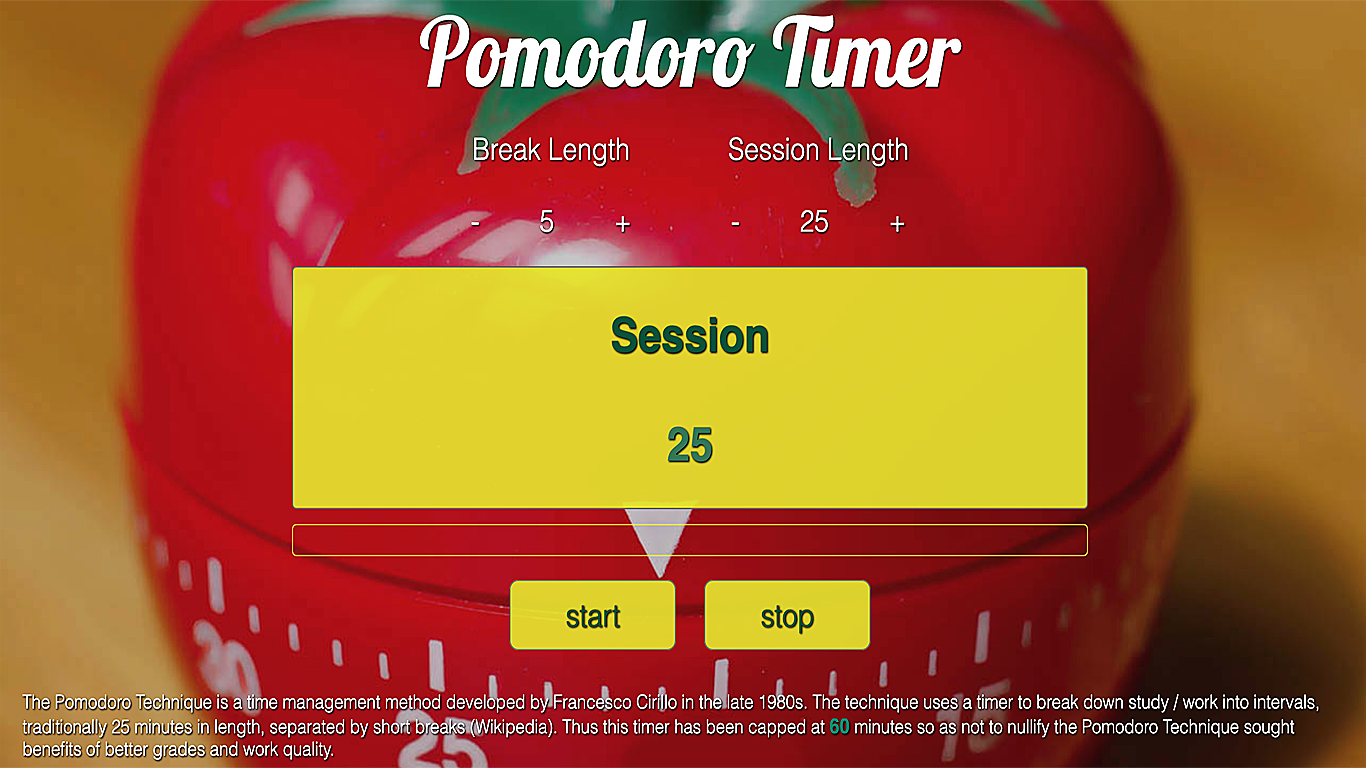 Pomodoro Timer
Break Length Session Length
- 5 + - 25 +
Session
25
start stop
30
25
15
The Pomodoro Technique is a time management method developed by Francesco Cirillo in the late 1980s. The technique uses a timer to break down study / work into intervals,
traditionally 25 minutes in length, separated by short breaks (Wikipedia). Thus this timer has been capped at 60 minutes so as not to nullify the Pomodoro Technique sought
benefits of better grades and work quality.